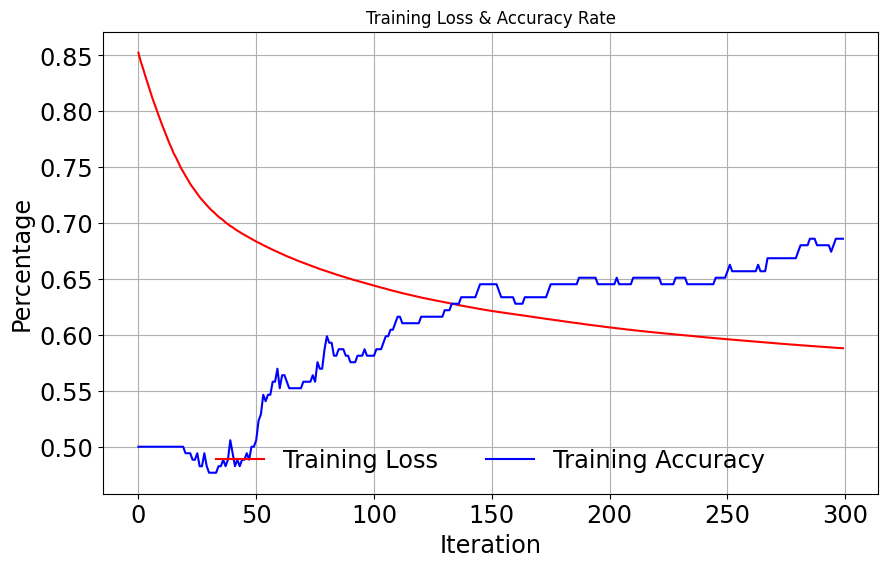 Training Loss & Accuracy Rate
0.85
0.80
0.75
0.70
0.65
0.60
0.55
0.50
Percentage
Training Loss Training Accuracy
0 50 100 150 200 250 300
Iteration